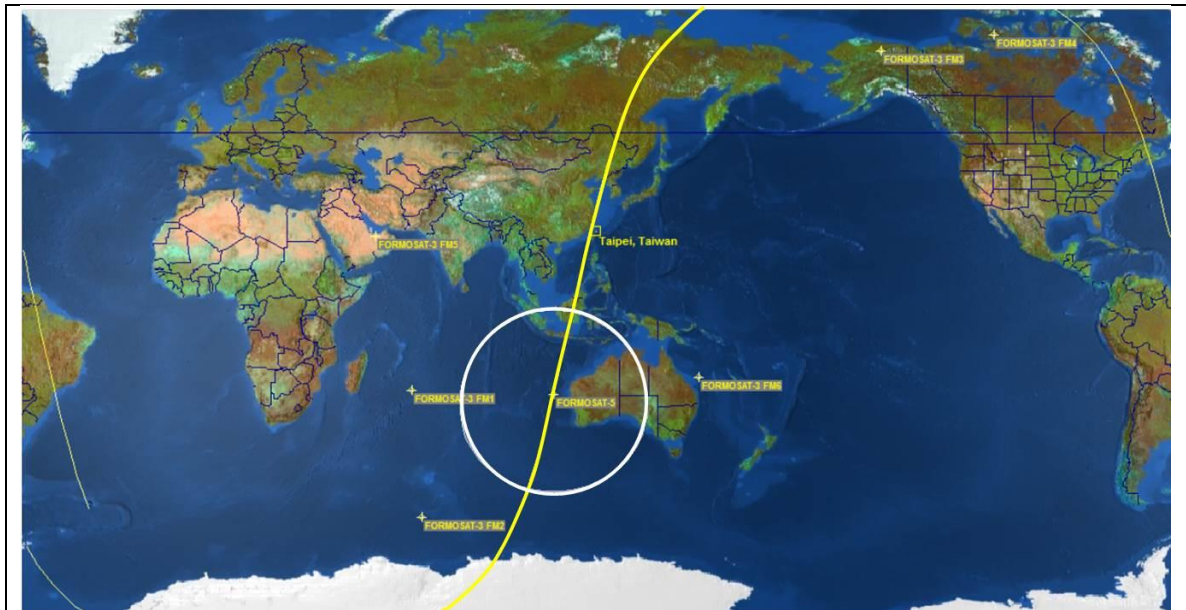 FORMOSAT-3 FM4
FORMOSAT-3 FM3
Taipei, Taiwan
FORMOSAT-3 FM5
FORMOSAT-3 FM6
FORMOSAT-3 FM1
FORMOSAT-5
FORMOSAT-3 FM2